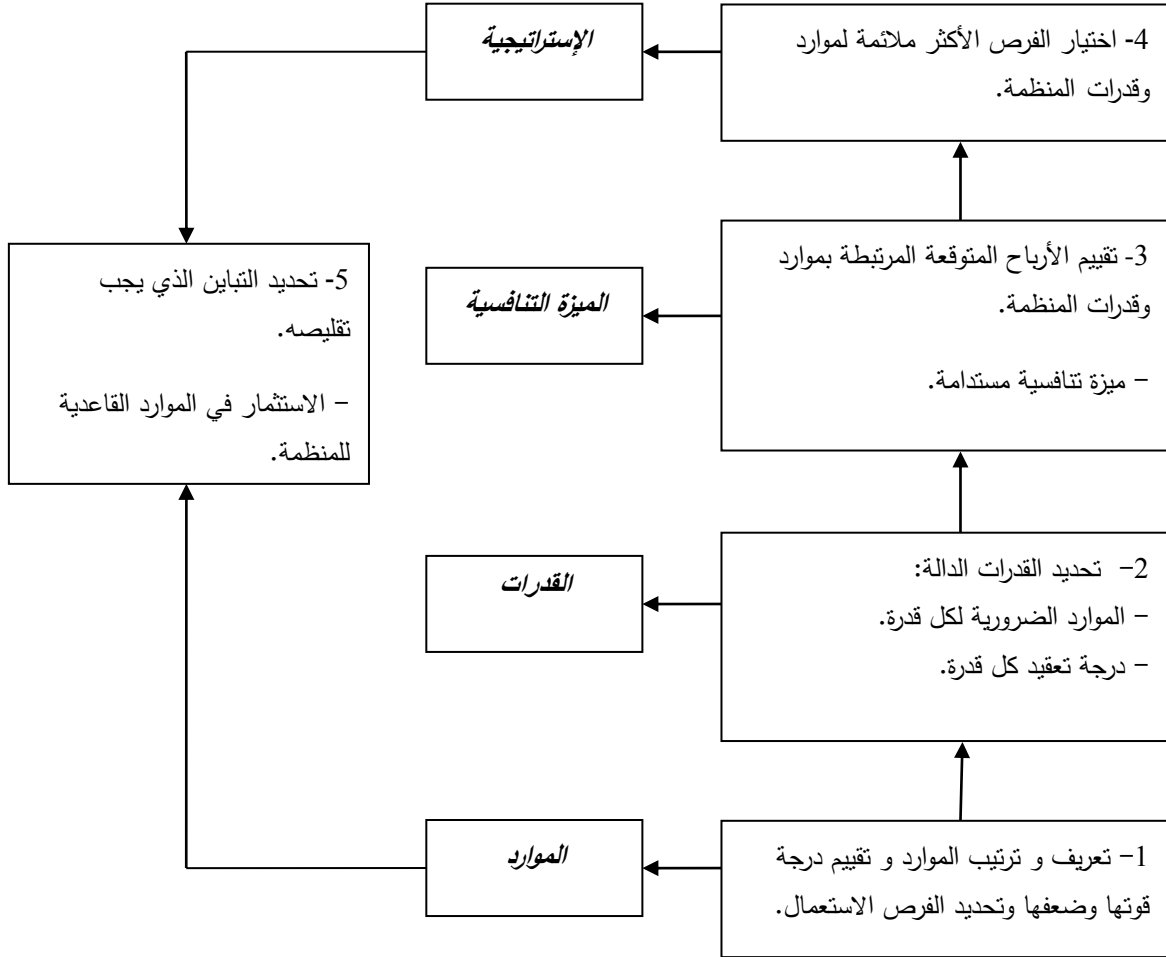 4- اختيار الفرص الأكثر ملائمة لموارد
وقدرات المنظمة.
الإستراتيجية
3- تقييم الأرباح المتوقعة المرتبطة بموارد
وقدرات المنظمة.
– ميزة تنافسية مستدامة.
الميزة التنافسية
5- تحديد التباين الذي يجب
تقليصه.
– الاستثمار في الموارد القاعدية
للمنظمة.
2– تحديد القدرات الدالة:
– الموارد الضرورية لكل قدرة.
– درجة تعقيد كل قدرة.
القدرات
1– تعريف و ترتيب الموارد و تقييم درجة
قوتها وضعفها وتحديد الفرص الاستعمال.
الموارد